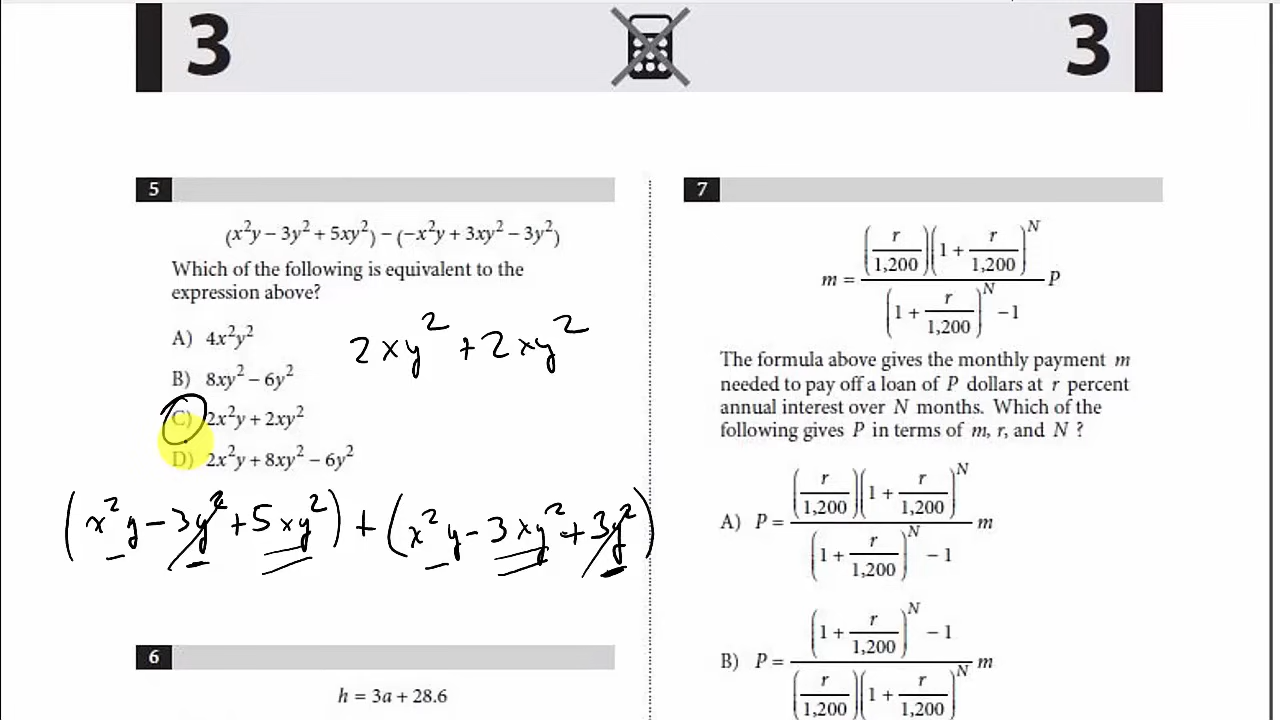 3 3
5
(x²y − 3y² + 5xy²) − (−x²y + 3xy² − 3y²)
Which of the following is equivalent to the
expression above?
A) 4x²y²
B) 8xy² − 6y²
C) 2x²y + 2xy²
D) 2x²y + 8xy² − 6y²
2xy² + 2xy²
(x²y − 3y² + 5xy²) + (x²y − 3xy² + 3y²)
6
h = 3a + 28.6
7
m = ((r/1,200)(1 + r/1,200)^N)/((1 + r/1,200)^N − 1) P
The formula above gives the monthly payment m
needed to pay off a loan of P dollars at r percent
annual interest over N months. Which of the
following gives P in terms of m, r, and N ?
A) P = ((r/1,200)(1 + r/1,200)^N)/((1 + r/1,200)^N − 1) m
B) P = ((1 + r/1,200)^N − 1)/((r/1,200)(1 + r/1,200)^N) m